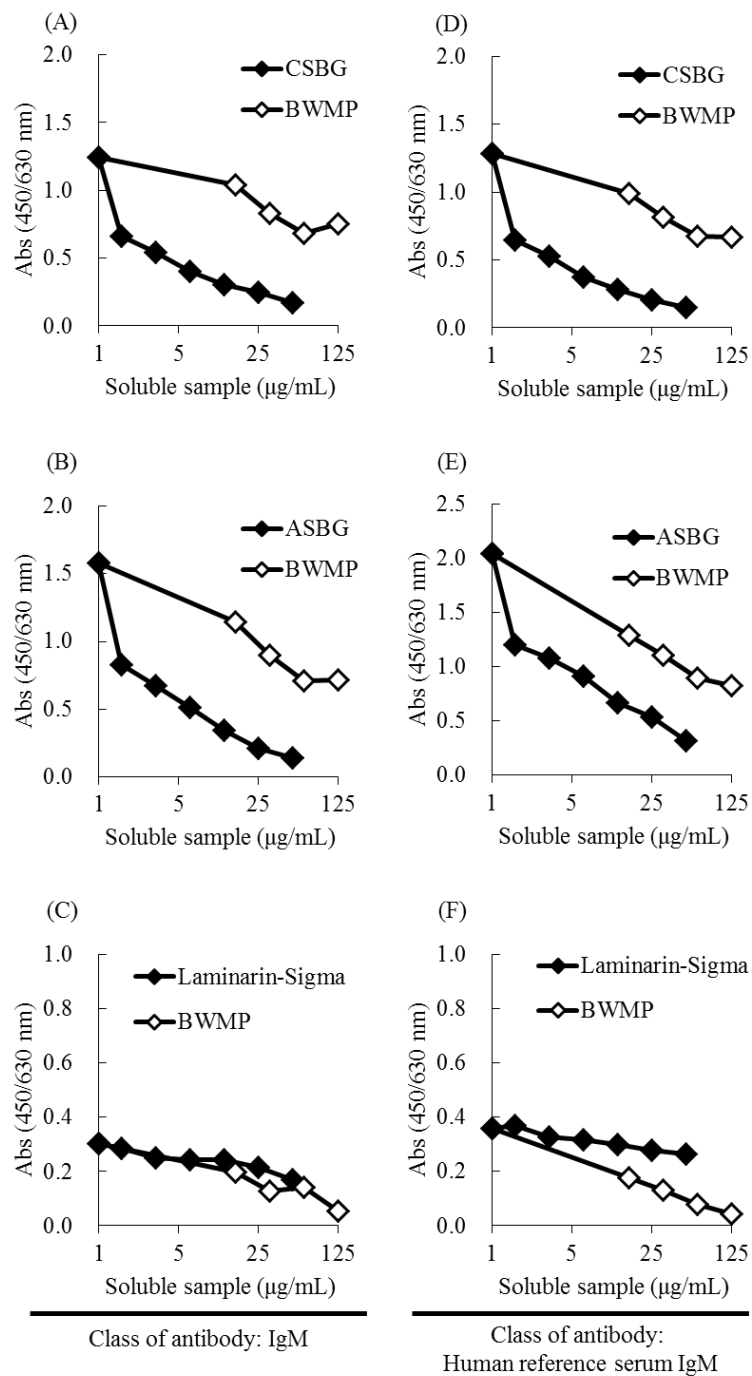 (A)
2.0
1.5
1.0
0.5
0.0
Abs (450/630 nm)
CSBG
BWMP
1 5 25 125
Soluble sample (μg/mL)
(D)
2.0
1.5
1.0
0.5
0.0
Abs (450/630 nm)
CSBG
BWMP
1 5 25 125
Soluble sample (μg/mL)
(B)
2.0
1.5
1.0
0.5
0.0
Abs (450/630 nm)
ASBG
BWMP
1 5 25 125
Soluble sample (μg/mL)
(E)
2.5
2.0
1.5
1.0
0.5
0.0
Abs (450/630 nm)
ASBG
BWMP
1 5 25 125
Soluble sample (μg/mL)
(C)
1.0
0.8
0.6
0.4
0.2
0.0
Abs (450/630 nm)
Laminarin-Sigma
BWMP
1 5 25 125
Soluble sample (μg/mL)
(F)
1.0
0.8
0.6
0.4
0.2
0.0
Abs (450/630 nm)
Laminarin-Sigma
BWMP
1 5 25 125
Soluble sample (μg/mL)
Class of antibody: IgM
Class of antibody:
Human reference serum IgM